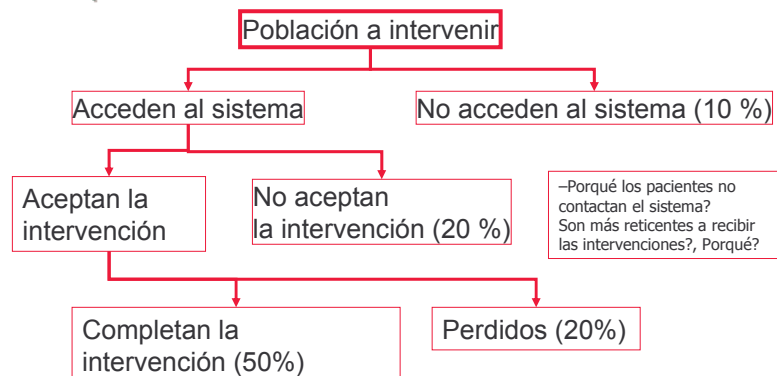 Población a intervenir
Acceden al sistema
No acceden al sistema (10 %)
Aceptan la
intervención
No aceptan
la intervención (20 %)
–Porqué los pacientes no
contactan el sistema?
Son más reticentes a recibir
las intervenciones?, Porqué?
Completan la
intervención (50%)
Perdidos (20%)